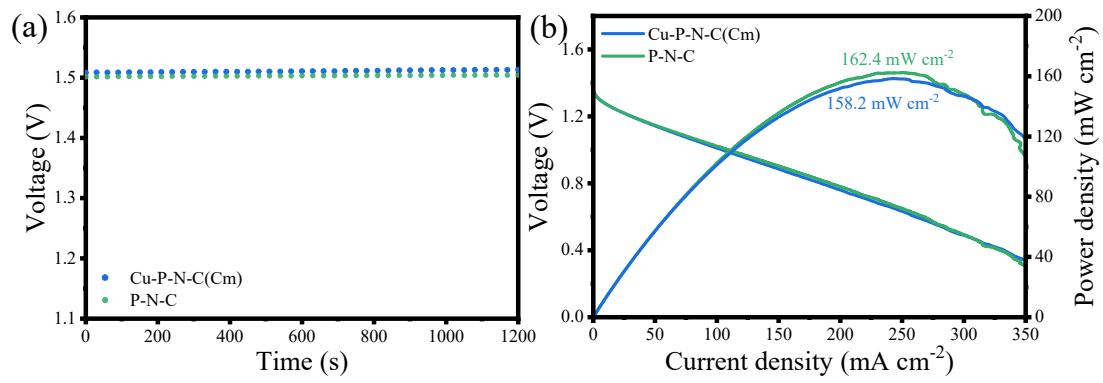 (a)
1.6
1.5
1.4
1.3
1.2
1.1
Voltage (V)
Cu-P-N-C(Cm)
P-N-C
0 200 400 600 800 1000 1200
Time (s)
(b)
1.6
1.2
0.8
0.4
0.0
Voltage (V)
Cu-P-N-C(Cm)
P-N-C
162.4 mW cm⁻²
158.2 mW cm⁻²
0 50 100 150 200 250 300 350
Current density (mA cm⁻²)
200
160
120
80
40
0
Power density (mW cm⁻²)